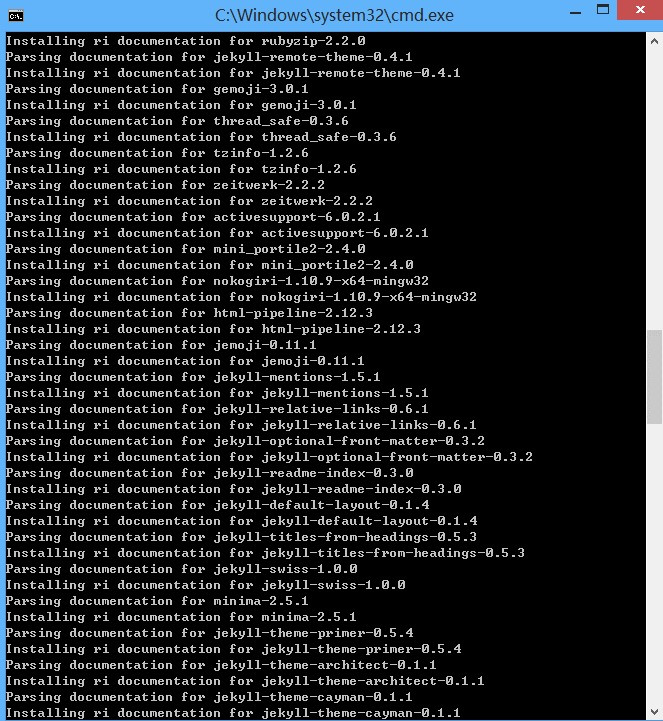 C:\Windows\system32\cmd.exe
Installing ri documentation for rubyzip-2.2.0
Parsing documentation for jekyll-remote-theme-0.4.1
Installing ri documentation for jekyll-remote-theme-0.4.1
Parsing documentation for gemoji-3.0.1
Installing ri documentation for gemoji-3.0.1
Parsing documentation for thread_safe-0.3.6
Installing ri documentation for thread_safe-0.3.6
Parsing documentation for tzinfo-1.2.6
Installing ri documentation for tzinfo-1.2.6
Parsing documentation for zeitwerk-2.2.2
Installing ri documentation for zeitwerk-2.2.2
Parsing documentation for activesupport-6.0.2.1
Installing ri documentation for activesupport-6.0.2.1
Parsing documentation for mini_portile2-2.4.0
Installing ri documentation for mini_portile2-2.4.0
Parsing documentation for nokogiri-1.10.9-x64-mingw32
Installing ri documentation for nokogiri-1.10.9-x64-mingw32
Parsing documentation for html-pipeline-2.12.3
Installing ri documentation for html-pipeline-2.12.3
Parsing documentation for jemoji-0.11.1
Installing ri documentation for jemoji-0.11.1
Parsing documentation for jekyll-mentions-1.5.1
Installing ri documentation for jekyll-mentions-1.5.1
Parsing documentation for jekyll-relative-links-0.6.1
Installing ri documentation for jekyll-relative-links-0.6.1
Parsing documentation for jekyll-optional-front-matter-0.3.2
Installing ri documentation for jekyll-optional-front-matter-0.3.2
Parsing documentation for jekyll-readme-index-0.3.0
Installing ri documentation for jekyll-readme-index-0.3.0
Parsing documentation for jekyll-default-layout-0.1.4
Installing ri documentation for jekyll-default-layout-0.1.4
Parsing documentation for jekyll-titles-from-headings-0.5.3
Installing ri documentation for jekyll-titles-from-headings-0.5.3
Parsing documentation for jekyll-swiss-1.0.0
Installing ri documentation for jekyll-swiss-1.0.0
Parsing documentation for minima-2.5.1
Installing ri documentation for minima-2.5.1
Parsing documentation for jekyll-theme-primer-0.5.4
Installing ri documentation for jekyll-theme-primer-0.5.4
Parsing documentation for jekyll-theme-architect-0.1.1
Installing ri documentation for jekyll-theme-architect-0.1.1
Parsing documentation for jekyll-theme-cayman-0.1.1
Installing ri documentation for jekyll-theme-cayman-0.1.1